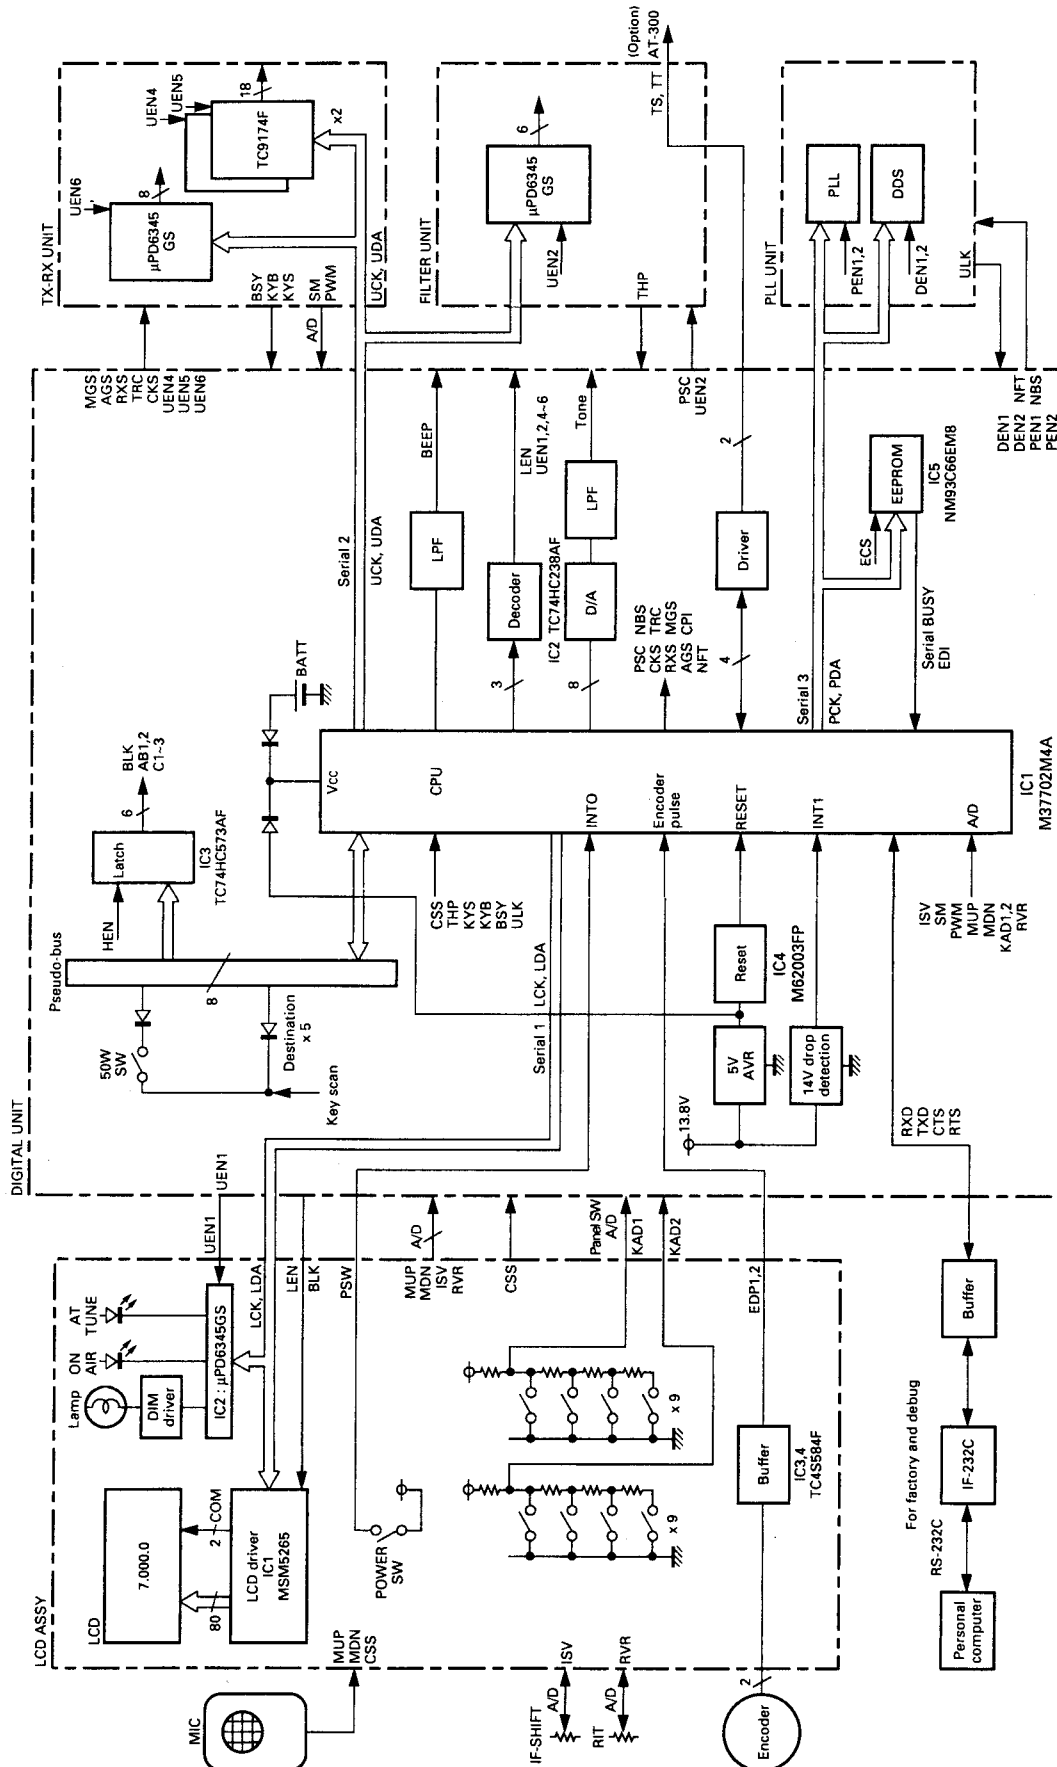 LCD ASSY
LCD
7.000.0
80
2
COM
LCD driver
IC1
MSM5265
Lamp
DIM
driver
ON
AIR
AT
TUNE
IC2 : µPD6345GS
UEN1
LCK, LDA
LEN
BLK
PSW
POWER
SW
MUP
MDN
ISV
RVR
A/D
CSS
Panel SW
A/D
KAD1
KAD2
x 9
x 9
EDP1,2
Buffer
IC3,4
TC4S584F
MIC
MUP
MDN
CSS
IF-SHIFT
A/D
ISV
RIT
A/D
RVR
Encoder
2
Personal
computer
RS-232C
IF-232C
For factory and debug
Buffer
DIGITAL UNIT
UEN1
50W
SW
Key scan
Destination
x 5
Pseudo-bus
8
HEN
Latch
IC3
TC74HC573AF
6
BLK
AB1,2
C1~3
BATT
Serial 1
LCK, LDA
CSS
THP
KYS
KYB
BSY
ULK
13.8V
5V
AVR
Reset
IC4
M62003FP
14V drop
detection
RXD
TXD
CTS
RTS
ISV
SM
PWM
MUP
MDN
KAD1,2
RVR
Vcc
CPU
INTO
Encoder
pulse
RESET
INT1
A/D
IC1
M37702M4A
Serial 2
UCK, UDA
LPF
BEEP
3
Decoder
IC2 TC74HC238AF
LEN
UEN1,2,4~6
8
D/A
LPF
Tone
PSC NBS
CKS TRC
RXS MGS
AGS CPI
NFT
4
Driver
2
Serial 3
PCK, PDA
ECS
EEPROM
IC5
NM93C66EM8
Serial BUSY
EDI
MGS
AGS
RXS
TRC
CKS
UEN4
UEN5
UEN6
PSC
UEN2
DEN1 NFT
DEN2 NBS
PEN1
PEN2
TX-RX UNIT
UEN6
µPD6345
GS
8
UEN4
UEN5
TC9174F
18
x2
BSY
KYB
KYS
A/D
SM
PWM
UCK, UDA
FILTER UNIT
µPD6345
GS
6
UEN2
THP
TS, TT
(Option)
AT-300
PLL UNIT
PLL
PEN1,2
DDS
DEN1,2
ULK